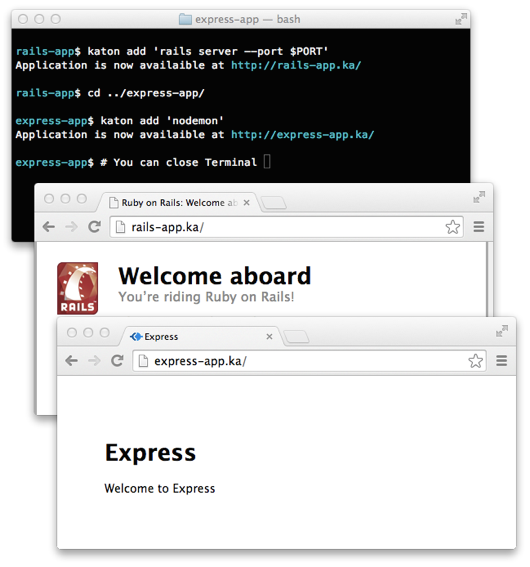 express-app — bash
rails-app$ katon add 'rails server --port $PORT'
Application is now available at http://rails-app.ka/
rails-app$ cd ../express-app/
express-app$ katon add 'nodemon'
Application is now available at http://express-app.ka/
express-app$ # You can close Terminal
Ruby on Rails: Welcome ab
rails-app.ka/
RAILS
Welcome aboard
You're riding Ruby on Rails!
Express
express-app.ka/
Express
Welcome to Express